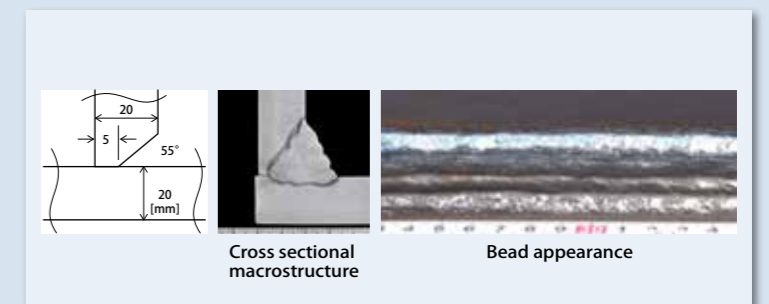 20
5
55°
20
[mm]
Cross sectional
macrostructure
Bead appearance